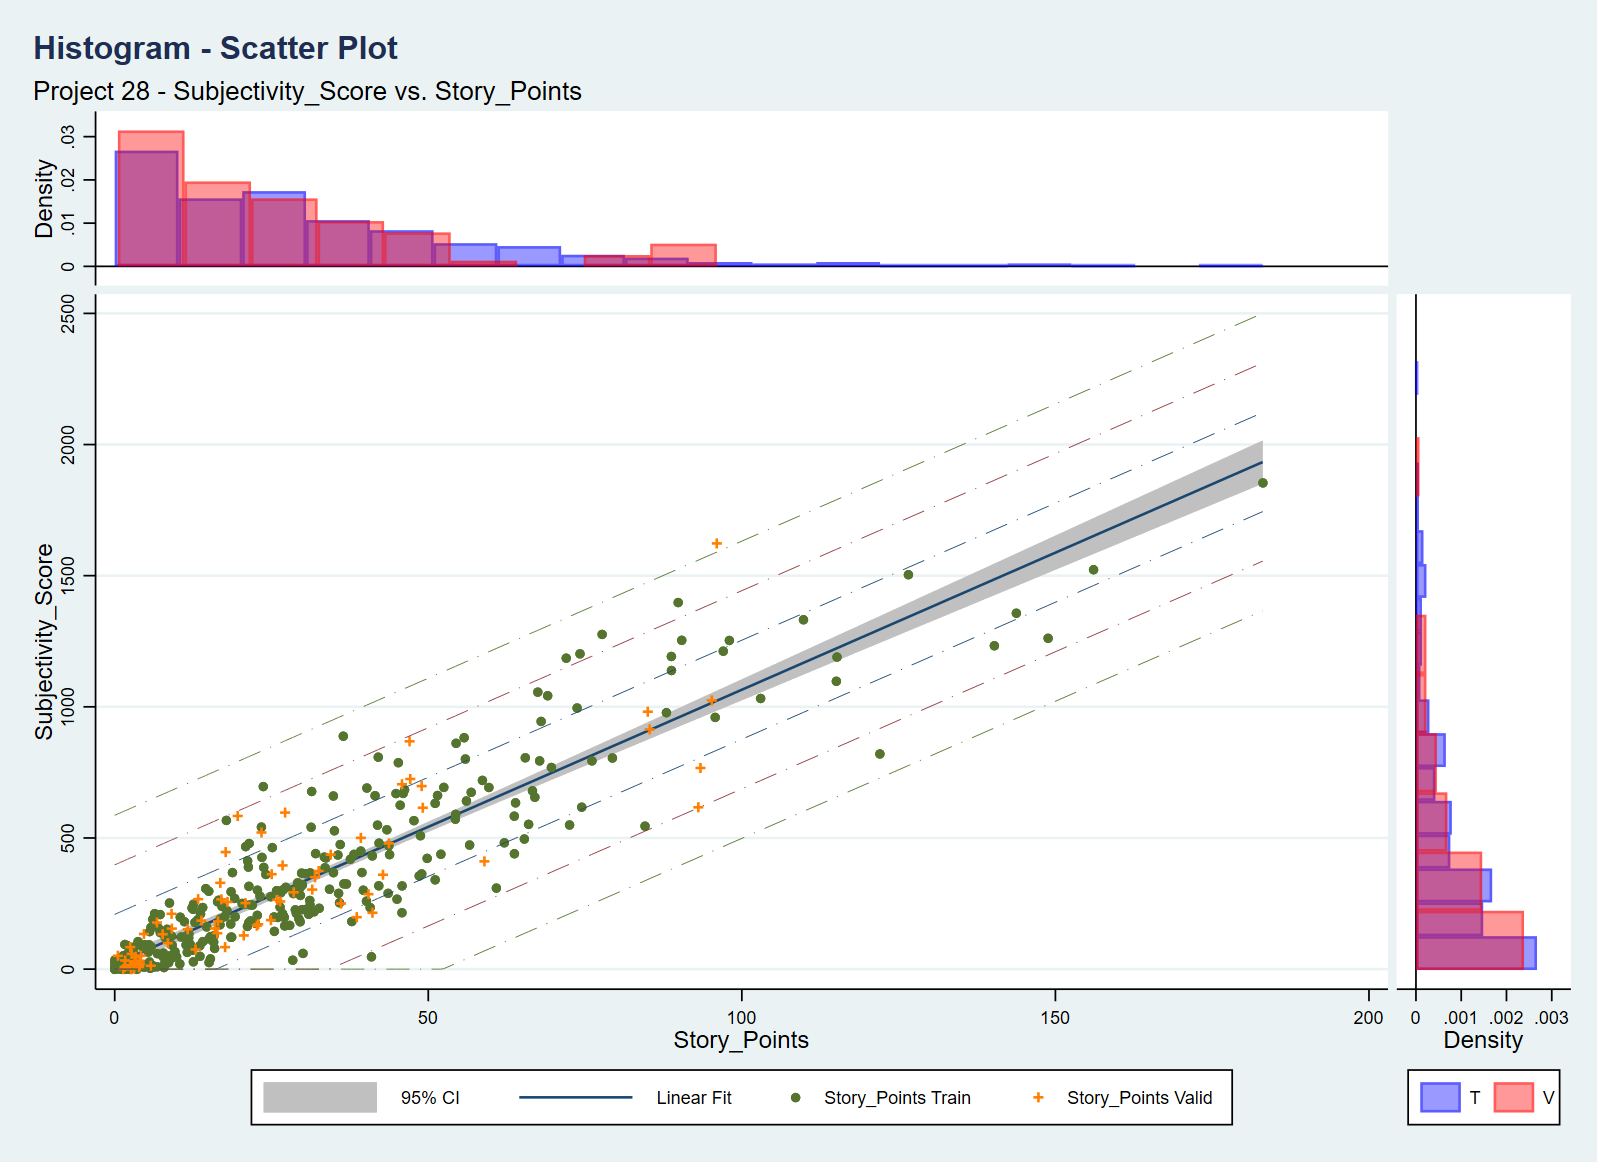 Histogram - Scatter Plot
Project 28 - Subjectivity_Score vs. Story_Points
Density
0 .01 .02 .03
Subjectivity_Score
0 500 1000 1500 2000 2500
0 50 100 150 200
Story_Points
0 .001 .002 .003
Density
95% CI Linear Fit Story_Points Train Story_Points Valid
T V